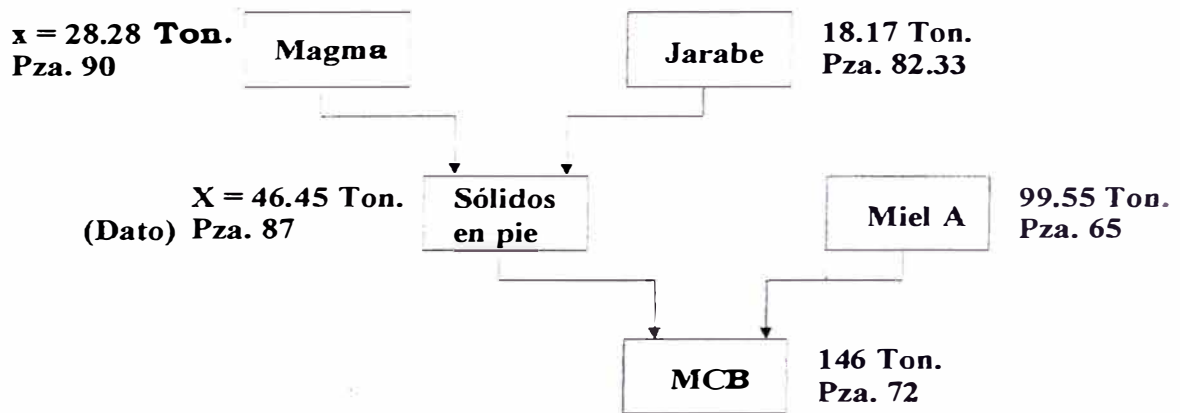 x = 28.28 Ton.
Pza. 90
Magma
Jarabe
18.17 Ton.
Pza. 82.33
X = 46.45 Ton.
(Dato) Pza. 87
Sólidos
en pie
Miel A
99.55 Ton.
Pza. 65
MCB
146 Ton.
Pza. 72